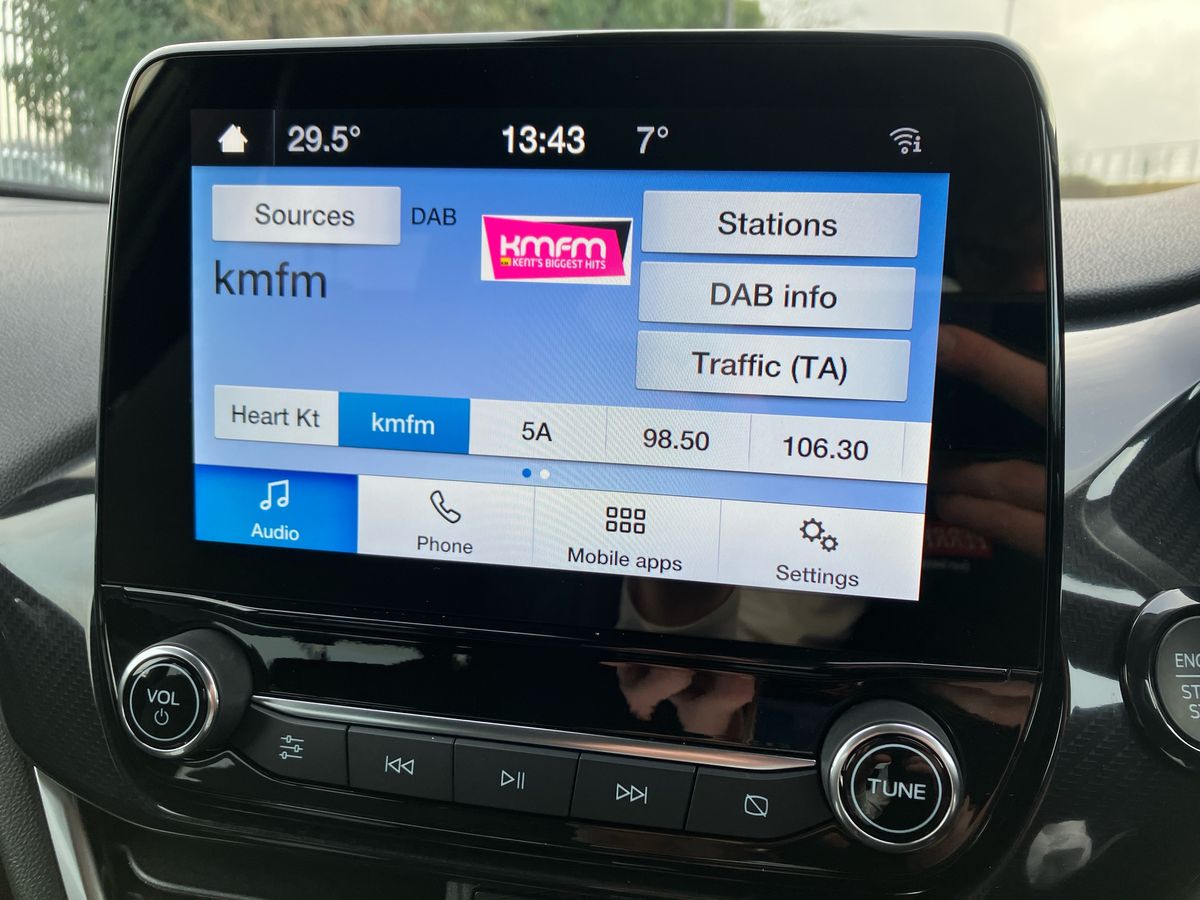 29.5° 13:43 7°
Sources DAB
kmfm
KENT'S BIGGEST HITS
Stations
kmfm
DAB info
Traffic (TA)
Heart Kt kmfm 5A 98.50 106.30
Audio Phone Mobile apps Settings
VOL
TUNE